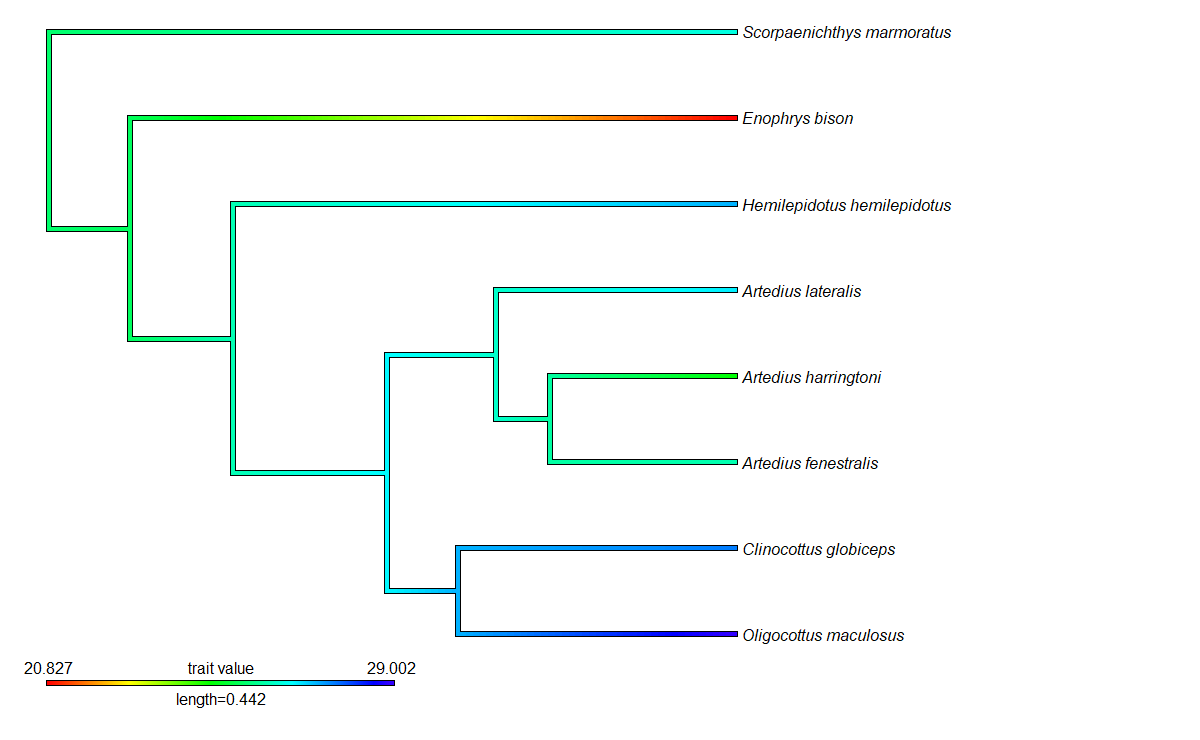 Scorpaenichthys marmoratus
Enophrys bison
Hemilepidotus hemilepidotus
Artedius lateralis
Artedius harringtoni
Artedius fenestralis
Clinocottus globiceps
Oligocottus maculosus
20.827 trait value 29.002
length=0.442